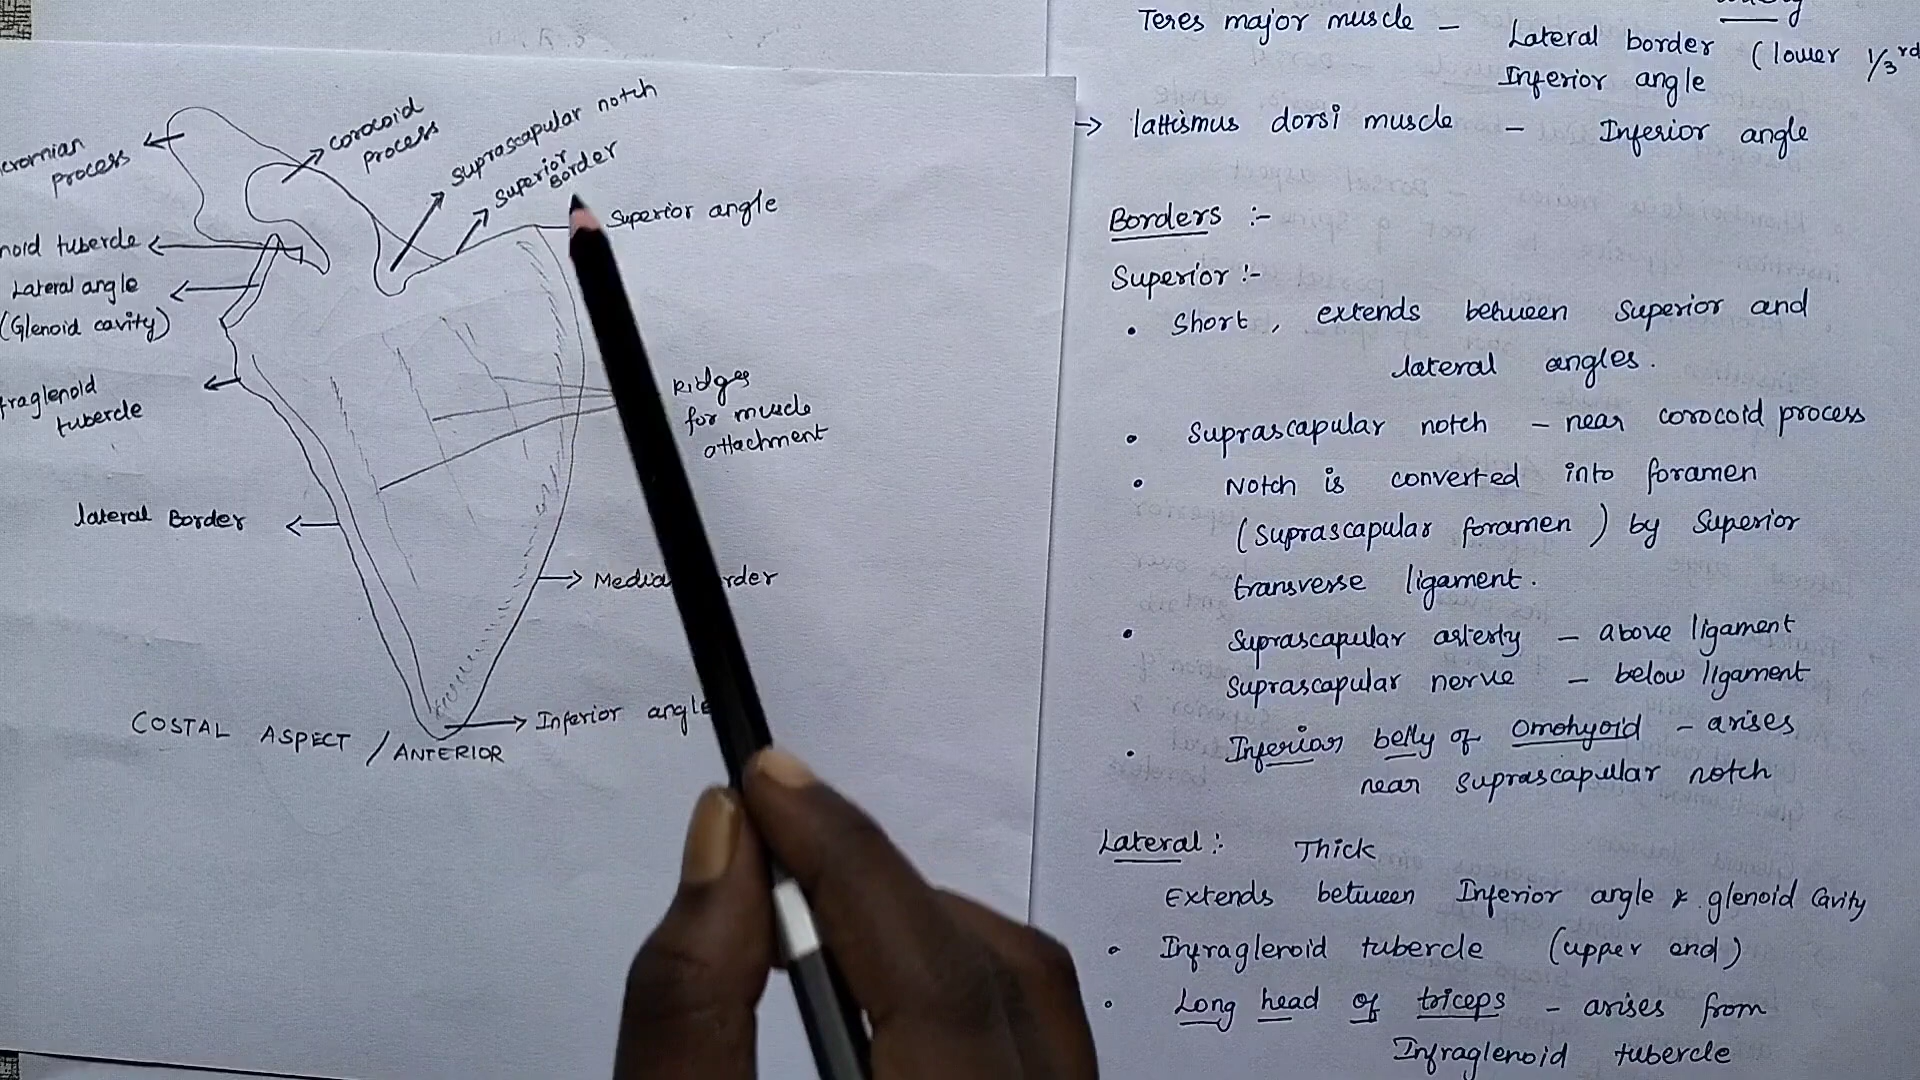 cromian
process
corocoid
process
suprascapular notch
superior
Border
Superior angle
noid tubercle
Lateral angle
(Glenoid cavity)
fraglenoid
tubercle
Ridges
for muscle
attachment
lateral Border
Media rder
Inferior angle
COSTAL ASPECT / ANTERIOR
Teres major muscle – Lateral border (lower 1/3rd
Inferior angle
→ lattismus dorsi muscle – Inferior angle
Borders :-
Superior :-
• Short, extends between Superior and
lateral angles.
• Suprascapular notch – near corocoid process
• Notch is converted into foramen
(Suprascapular foramen) by Superior
transverse ligament.
• Suprascapular artesty – above ligament
Suprascapular nerve – below ligament
• Inferior belly of Omohyoid – arises
near suprascapular notch
Lateral :- Thick
Extends between Inferior angle & glenoid Cavity
• Infraglenoid tubercle (upper end)
• Long head of triceps – arises from
Infraglenoid tubercle